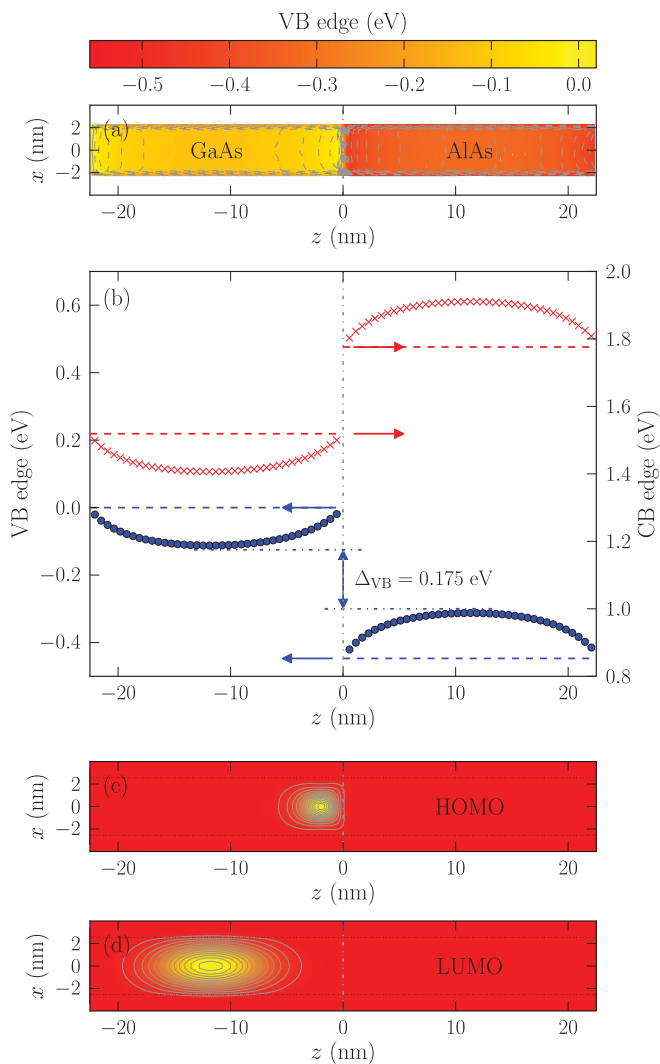 VB edge (eV)
−0.5 −0.4 −0.3 −0.2 −0.1 0.0
(a)
GaAs AlAs
x (nm)
2
0
−2
−20 −10 0 10 20
z (nm)
(b)
VB edge (eV)
0.6
0.4
0.2
0.0
−0.2
−0.4
Δ_VB = 0.175 eV
CB edge (eV)
2.0
1.8
1.6
1.4
1.2
1.0
0.8
−20 −10 0 10 20
z (nm)
(c)
HOMO
x (nm)
2
0
−2
−20 −10 0 10 20
z (nm)
(d)
LUMO
x (nm)
2
0
−2
−20 −10 0 10 20
z (nm)